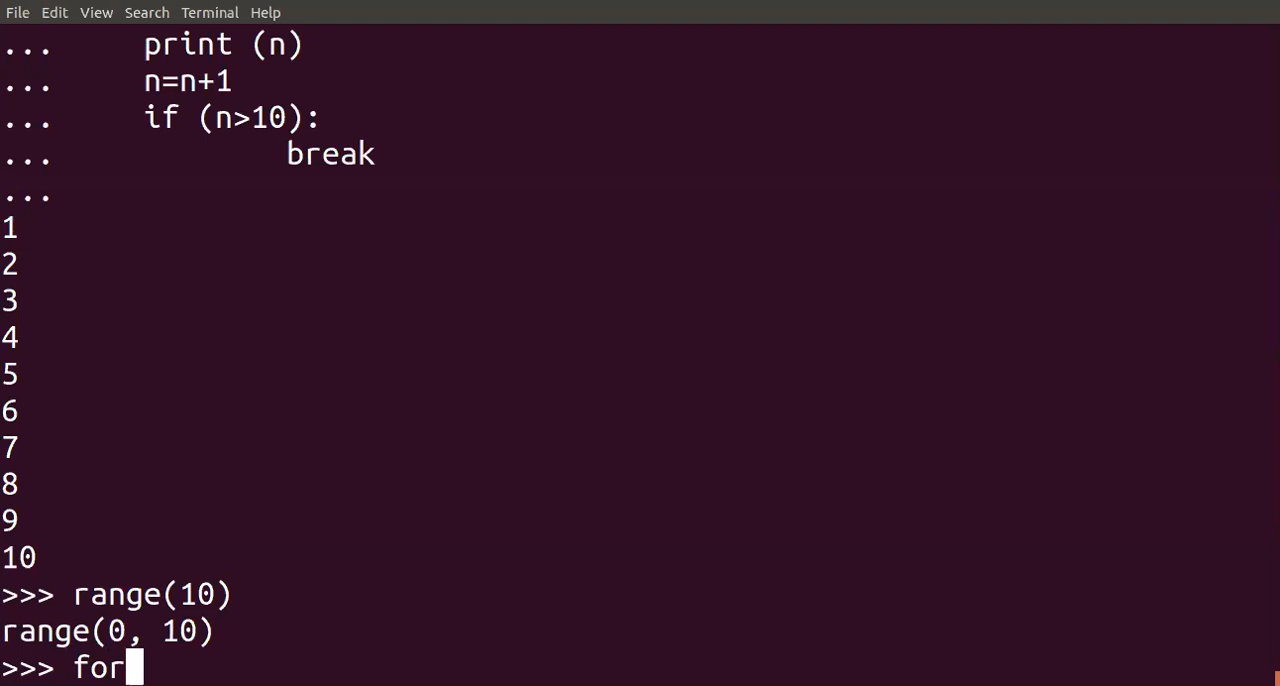 File Edit View Search Terminal Help
...     print (n)
...     n=n+1
...     if (n>10):
...             break
...
1
2
3
4
5
6
7
8
9
10
>>> range(10)
range(0, 10)
>>> for